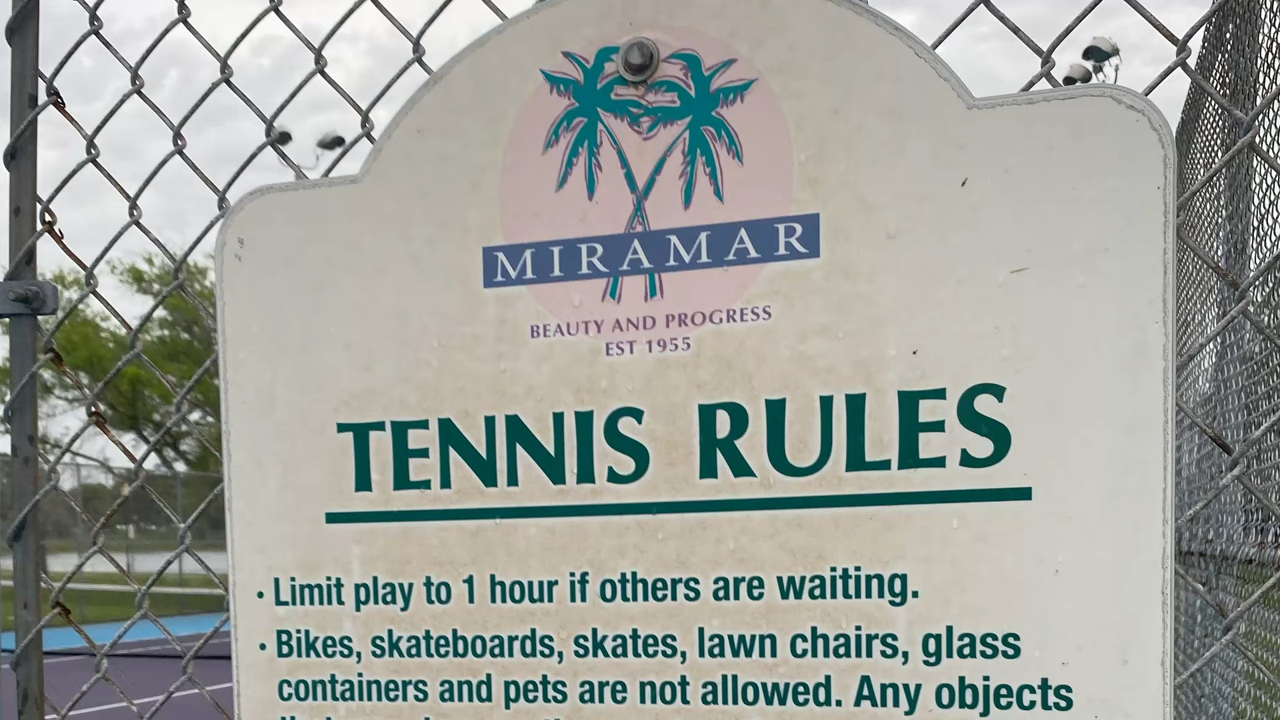 MIRAMAR
BEAUTY AND PROGRESS
EST 1955
TENNIS RULES
· Limit play to 1 hour if others are waiting.
· Bikes, skateboards, skates, lawn chairs, glass
containers and pets are not allowed. Any objects